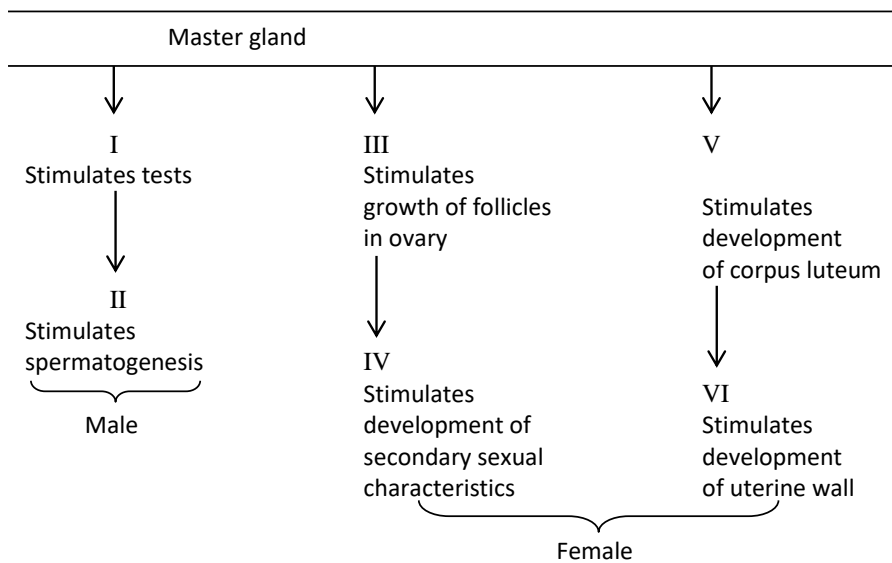 Master gland
I
Stimulates tests
II
Stimulates
spermatogenesis
Male
III
Stimulates
growth of follicles
in ovary
IV
Stimulates
development of
secondary sexual
characteristics
V
Stimulates
development
of corpus luteum
VI
Stimulates
development
of uterine wall
Female